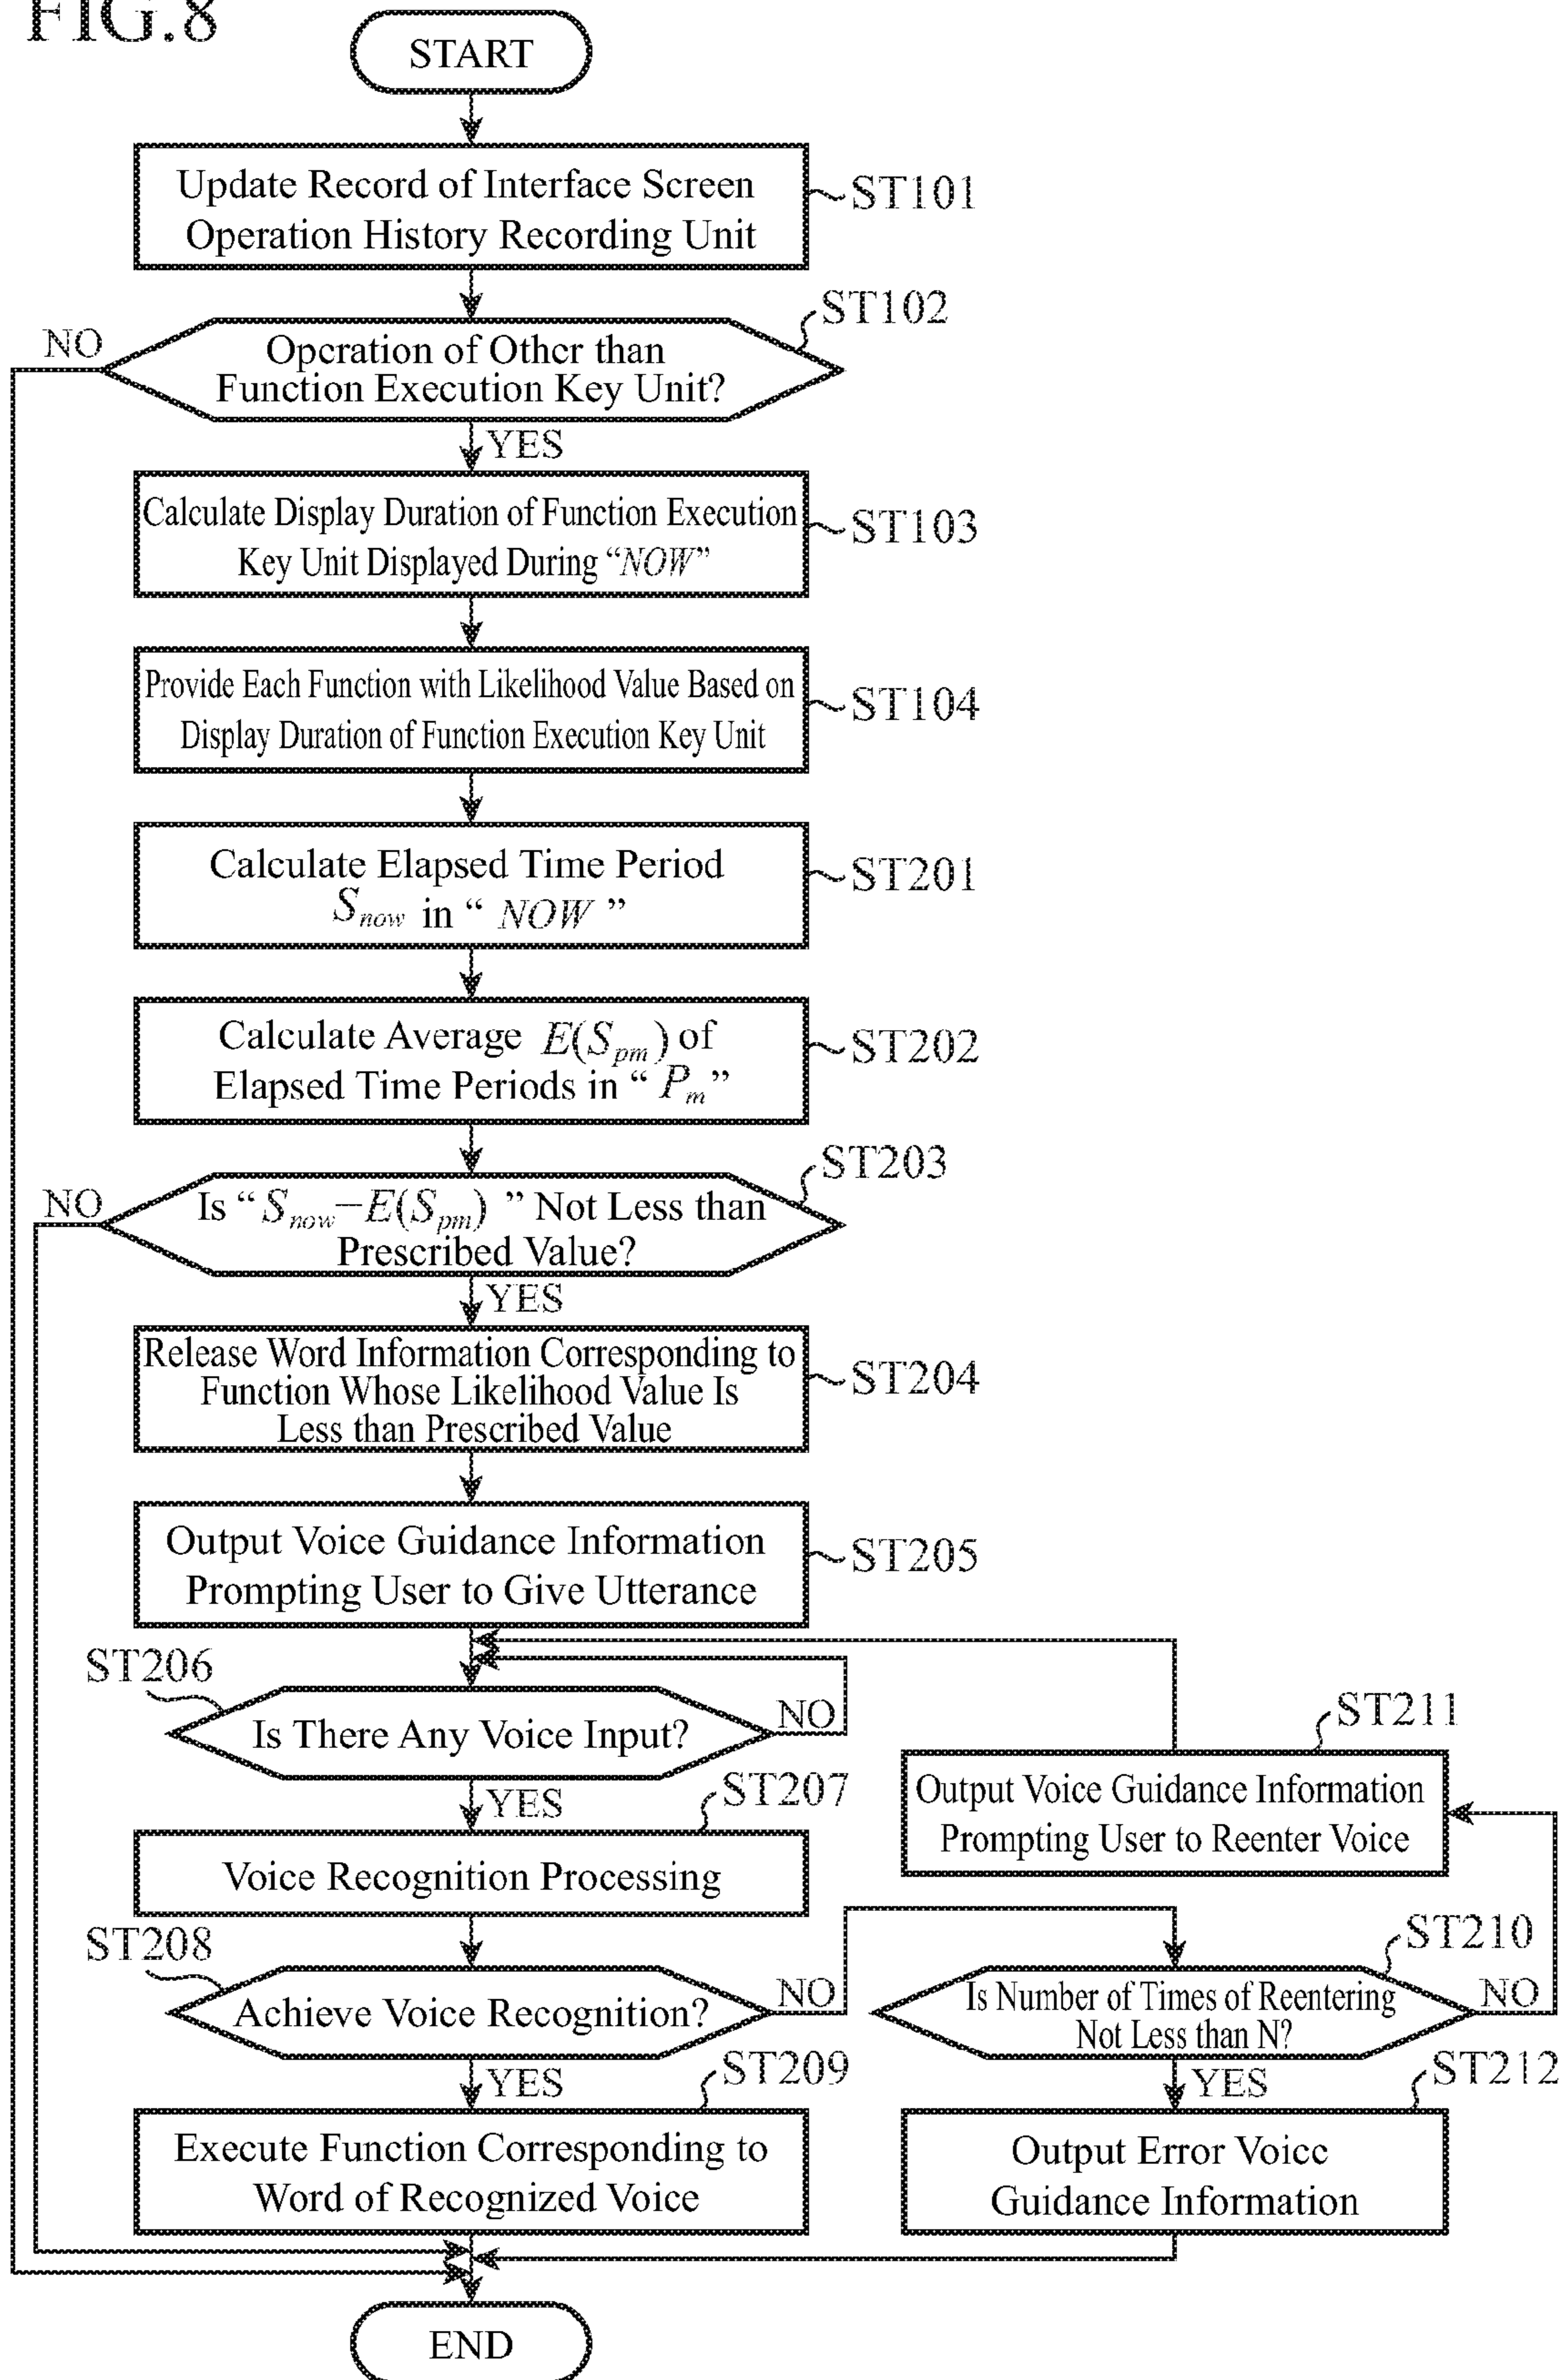 FIG.8
START
Update Record of Interface Screen
Operation History Recording Unit
ST101
ST102
NO
Operation of Other than
Function Execution Key Unit?
YES
Calculate Display Duration of Function Execution
Key Unit Displayed During “NOW”
ST103
Provide Each Function with Likelihood Value Based on
Display Duration of Function Execution Key Unit
ST104
Calculate Elapsed Time Period
S_now in “ NOW ”
ST201
Calculate Average E(S_pm) of
Elapsed Time Periods in “ P_m”
ST202
ST203
NO
Is “S_now−E(S_pm) ” Not Less than
Prescribed Value?
YES
Release Word Information Corresponding to
Function Whose Likelihood Value Is
Less than Prescribed Value
ST204
Output Voice Guidance Information
Prompting User to Give Utterance
ST205
ST206
Is There Any Voice Input?
NO
YES
ST207
Voice Recognition Processing
ST208
Achieve Voice Recognition?
NO
YES
ST209
Execute Function Corresponding to
Word of Recognized Voice
ST211
Output Voice Guidance Information
Prompting User to Reenter Voice
ST210
Is Number of Times of Reentering
Not Less than N?
NO
YES
ST212
Output Error Voice
Guidance Information
END